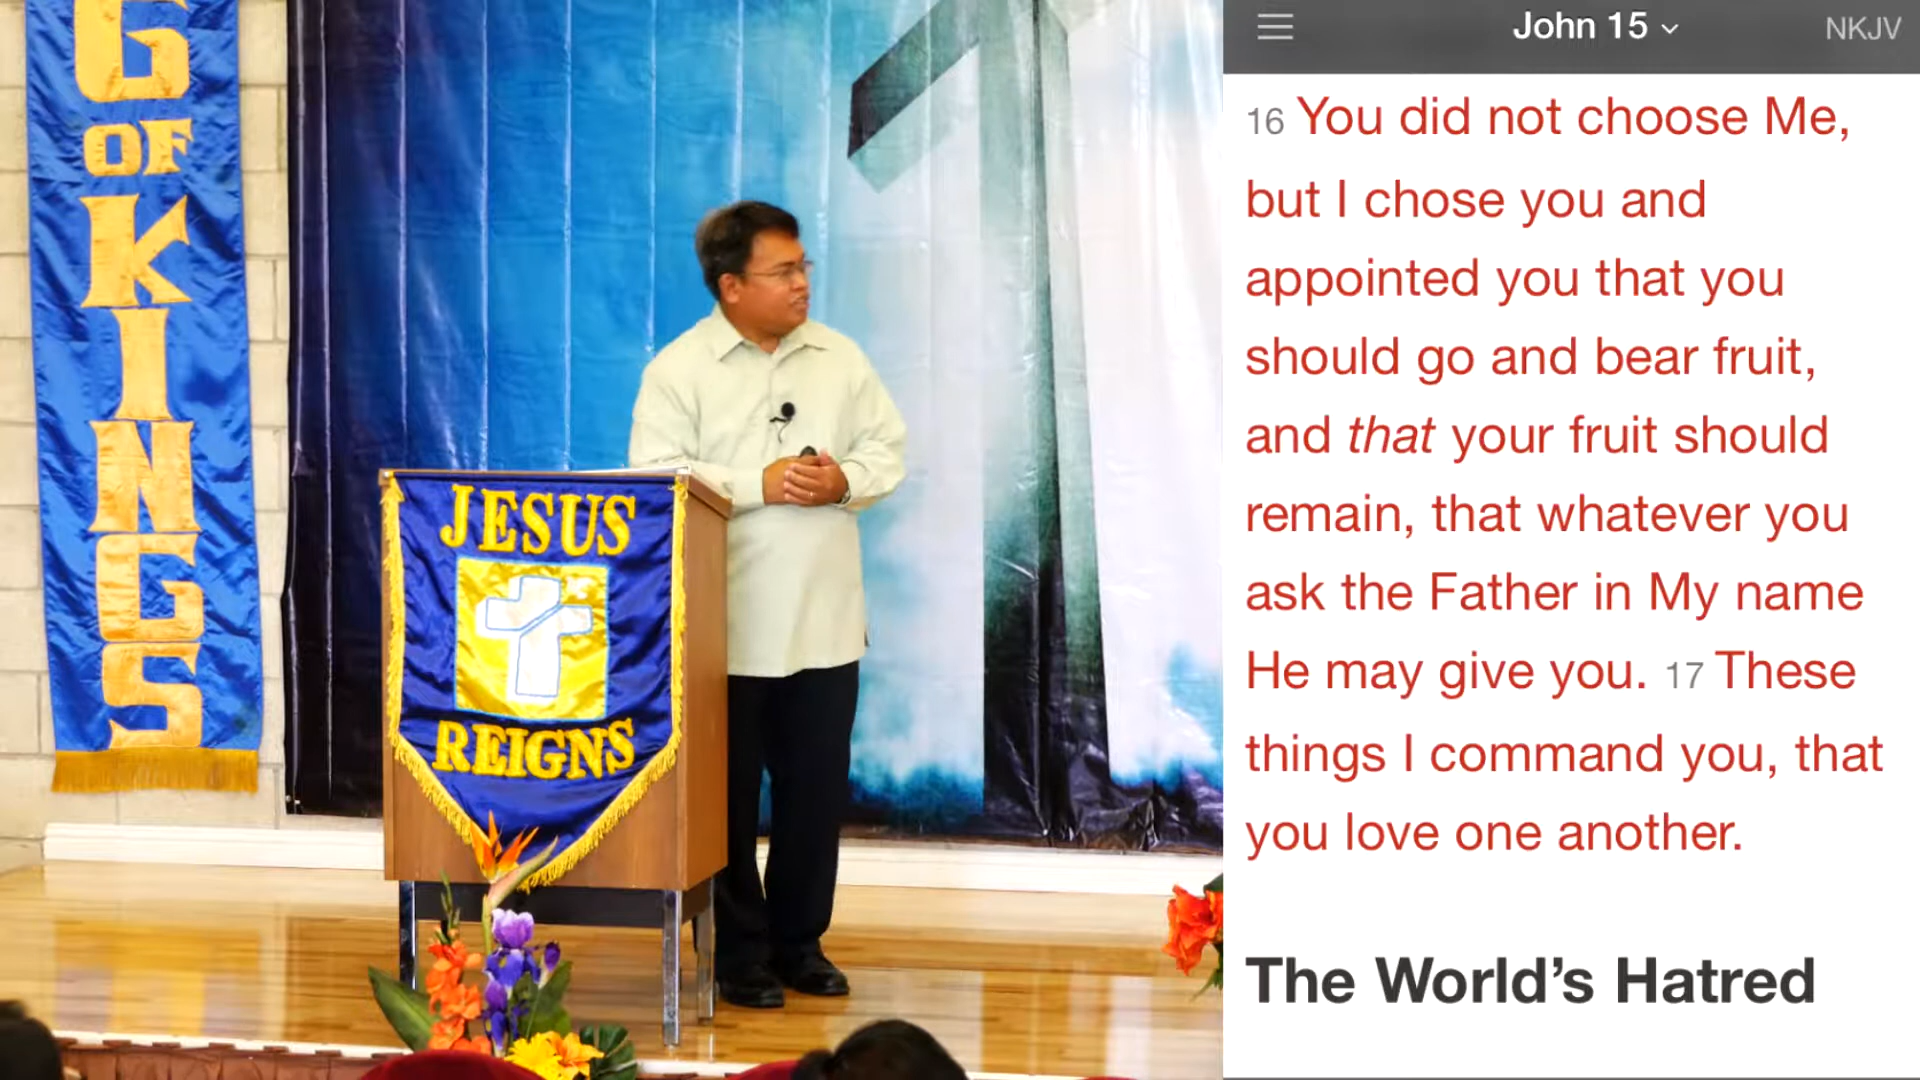 G
OF
KINGS
JESUS
REIGNS
John 15
NKJV
16 You did not choose Me,
but I chose you and
appointed you that you
should go and bear fruit,
and that your fruit should
remain, that whatever you
ask the Father in My name
He may give you. 17 These
things I command you, that
you love one another.
The World’s Hatred